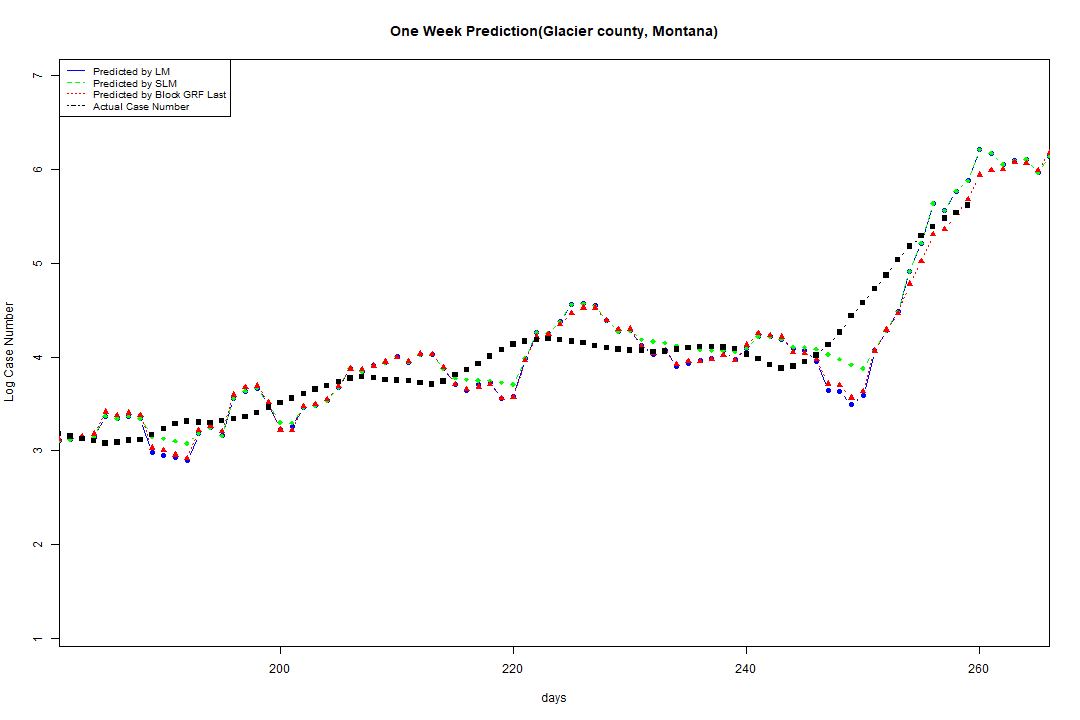 One Week Prediction(Glacier county, Montana)
Predicted by LM
Predicted by SLM
Predicted by Block GRF Last
Actual Case Number
7
6
5
4
3
2
1
Log Case Number
200 220 240 260
days